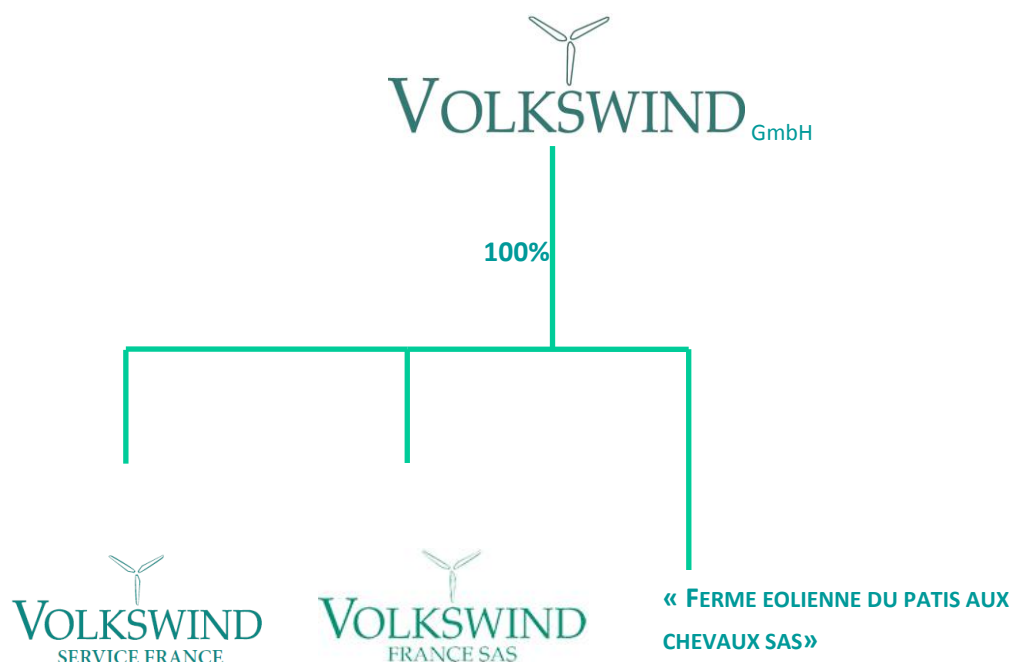 VOLKSWIND GmbH
100%
VOLKSWIND
SERVICE FRANCE
VOLKSWIND
FRANCE SAS
« FERME EOLIENNE DU PATIS AUX
CHEVAUX SAS»